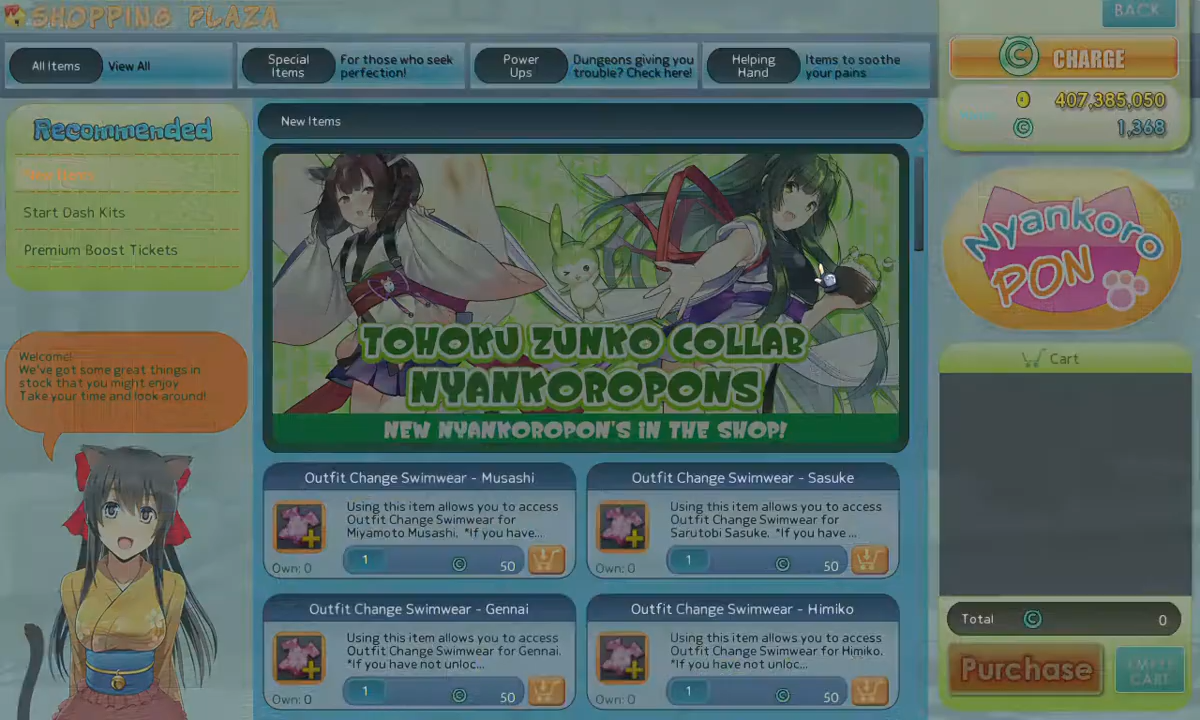 SHOPPING PLAZA
BACK
All Items
View All
Special
Items
For those who seek
perfection!
Power
Ups
Dungeons giving you
trouble? Check here!
Helping
Hand
Items to soothe
your pains
CHARGE
407,385,050
1,368
Recommended
New Items
Start Dash Kits
Premium Boost Tickets
New Items
TOHOKU ZUNKO COLLAB
NYANKOROPONS
NEW NYANKOROPON'S IN THE SHOP!
Nyankoro
PON
Welcome!
We've got some great things in
stock that you might enjoy
Take your time and look around!
Outfit Change Swimwear - Musashi
Using this item allows you to access
Outfit Change Swimwear for
Miyamoto Musashi. *If you have...
Own: 0
1
50
Outfit Change Swimwear - Sasuke
Using this item allows you to access
Outfit Change Swimwear for
Sarutobi Sasuke. *If you have ...
Own: 0
1
50
Outfit Change Swimwear - Gennai
Using this item allows you to access
Outfit Change Swimwear for Gennai.
*If you have not unloc...
Own: 0
1
50
Outfit Change Swimwear - Himiko
Using this item allows you to access
Outfit Change Swimwear for Himiko.
*If you have not unloc...
Own: 0
1
50
Cart
Total
0
Purchase
EMPTY
CART